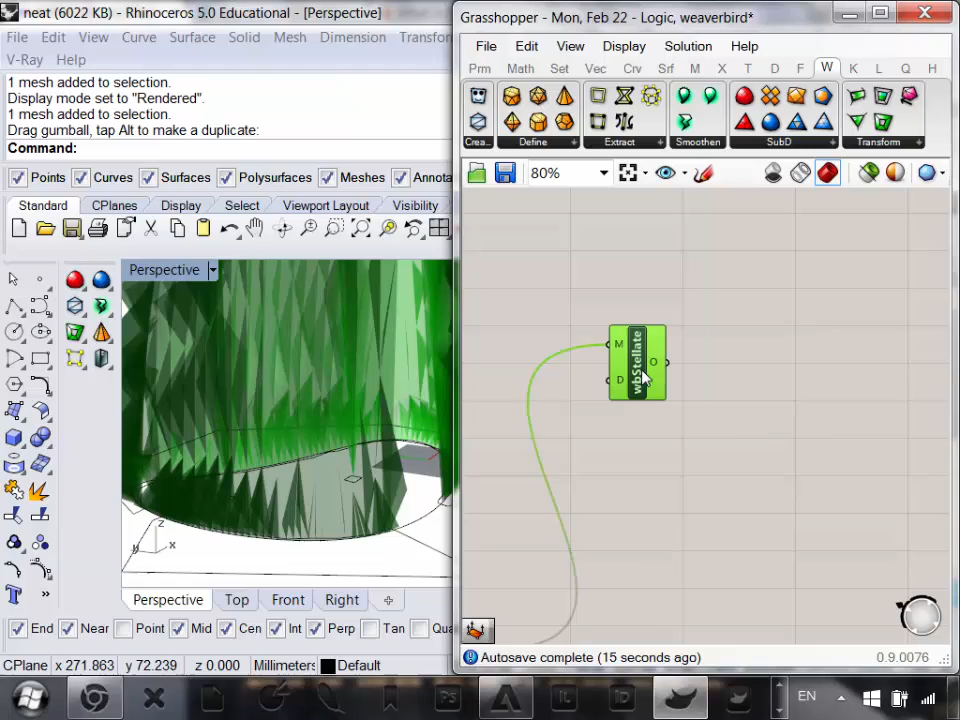 neat (6022 KB) - Rhinoceros 5.0 Educational - [Perspective]
File Edit View Curve Surface Solid Mesh Dimension Transfor
V-Ray Help
1 mesh added to selection.
Display mode set to "Rendered".
1 mesh added to selection.
Drag gumball, tap Alt to make a duplicate:
Command:
Points Curves Surfaces Polysurfaces Meshes Annota
Standard CPlanes Display Select Viewport Layout Visibility
Perspective
z
y x
Perspective Top Front Right
End Near Point Mid Cen Int Perp Tan Qua
CPlane x 271.863 y 72.239 z 0.000 Millimeters Default
Grasshopper - Mon, Feb 22 - Logic, weaverbird*
File Edit View Display Solution Help
Prm Math Set Vec Crv Srf M X T D F W K L Q H
Crea... Define Extract Smoothen SubD Transform
80%
M
wbStellate
O
D
Autosave complete (15 seconds ago) 0.9.0076
Ps A IL ID EN